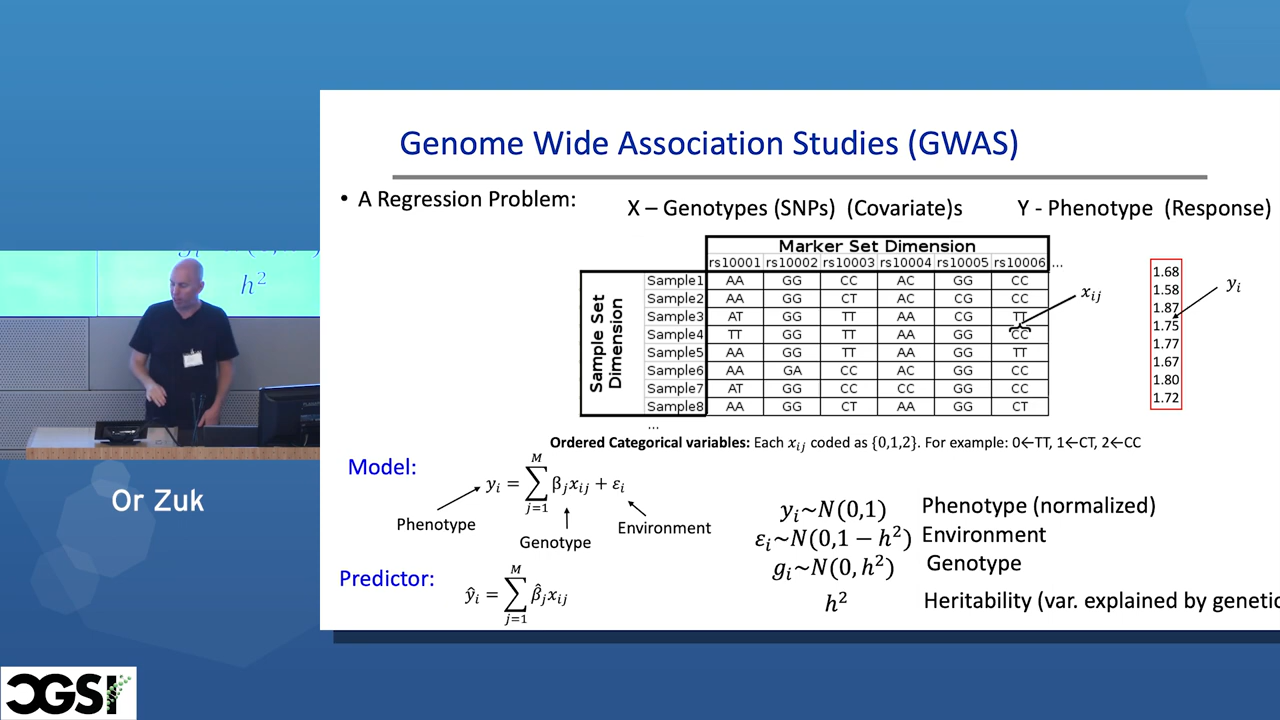 Genome Wide Association Studies (GWAS)
• A Regression Problem:
X – Genotypes (SNPs) (Covariate)s
Y - Phenotype (Response)
Marker Set Dimension
rs10001 rs10002 rs10003 rs10004 rs10005 rs10006 ...
Sample Set Dimension
Sample1 AA GG CC AC GG CC
Sample2 AA GG CT AC CG CC
Sample3 AT GG TT AA CG TT
Sample4 TT GG TT AA GG CC
Sample5 AA GG TT AA GG TT
Sample6 AA GA CC AC GG CC
Sample7 AT GG CC CC GG CC
Sample8 AA GG CT AA GG CT
...
x_ij
1.68
1.58
1.87
1.75
1.77
1.67
1.80
1.72
y_i
Ordered Categorical variables: Each x_ij coded as {0,1,2}. For example: 0←TT, 1←CT, 2←CC
Model:
y_i = ∑_{j=1}^{M} β_j x_ij + ε_i
Phenotype
Genotype
Environment
Predictor:
ŷ_i = ∑_{j=1}^{M} β̂_j x_ij
y_i~N(0,1) Phenotype (normalized)
ε_i~N(0,1 − h²) Environment
g_i~N(0, h²) Genotype
h² Heritability (var. explained by genetic
h²
Or Zuk
CGSI